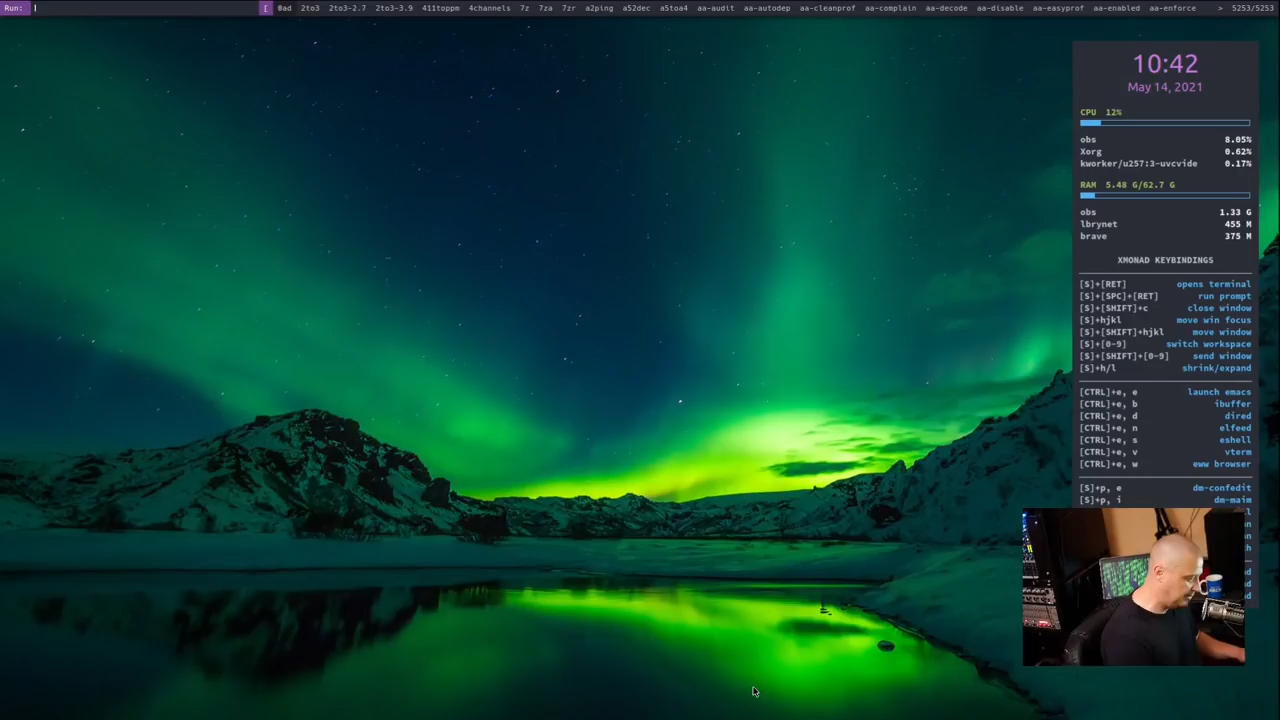 Run: [ @ad 2to3 2to3-2.7 2to3-3.9 411toppm 4channels 7z 7za 7zr a2ping a52dec a5toa4 aa-audit aa-autodep aa-cleanprof aa-complain aa-decode aa-disable aa-easyprof aa-enabled aa-enforce > 5253/5253
10:42
May 14, 2021
CPU 12%
obs 8.05%
Xorg 0.62%
kworker/u257:3-uvcvide 0.17%
RAM 5.48 G/62.7 G
obs 1.33 G
lbrynet 455 M
brave 375 M
XMONAD KEYBINDINGS
[S]+[RET] opens terminal
[S]+[SPC]+[RET] run prompt
[S]+[SHIFT]+c close window
[S]+hjkl move win focus
[S]+[SHIFT]+hjkl move window
[S]+[0-9] switch workspace
[S]+[SHIFT]+[0-9] send window
[S]+h/l shrink/expand
[CTRL]+e, e launch emacs
[CTRL]+e, b ibuffer
[CTRL]+e, d dired
[CTRL]+e, n elfeed
[CTRL]+e, s eshell
[CTRL]+e, v vterm
[CTRL]+e, w eww browser
[S]+p, e dm-confedit
[S]+p, i dm-maim